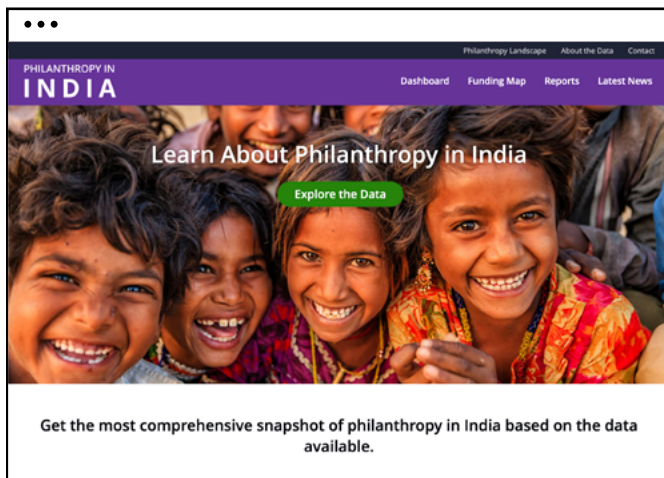 Philanthropy Landscape About the Data Contact
PHILANTHROPY IN
INDIA
Dashboard Funding Map Reports Latest News
Learn About Philanthropy in India
Explore the Data
Get the most comprehensive snapshot of philanthropy in India based on the data
available.